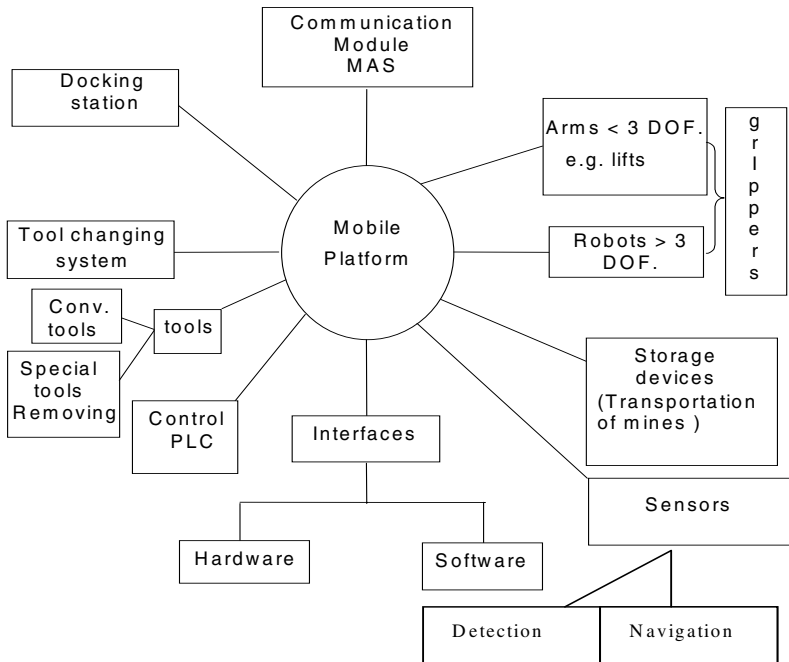 Communication
Module
MAS
Docking
station
Arms < 3 DOF.
e.g. lifts
grIppers
Mobile
Platform
Tool changing
system
Robots > 3
DOF.
Conv.
tools
tools
Special
tools
Removing
Control
PLC
Interfaces
Storage
devices
(Transportation
of mines )
Sensors
Hardware
Software
Detection
Navigation